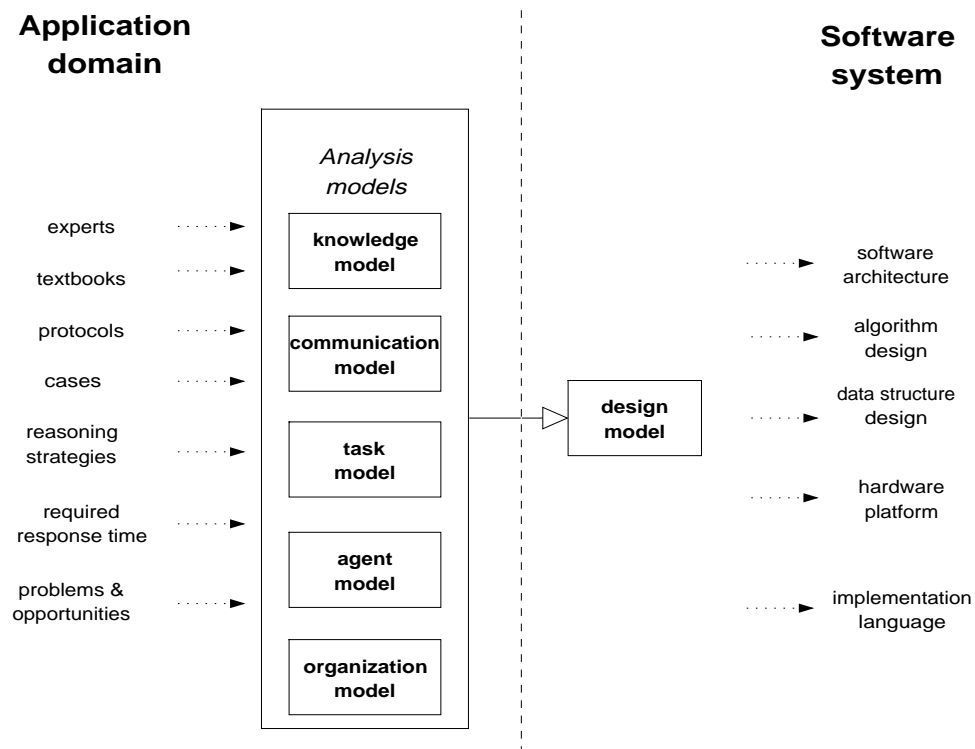 Application
domain
Software
system
Analysis
models
experts
textbooks
protocols
cases
reasoning
strategies
required
response time
problems &
opportunities
knowledge
model
communication
model
task
model
agent
model
organization
model
design
model
software
architecture
algorithm
design
data structure
design
hardware
platform
implementation
language